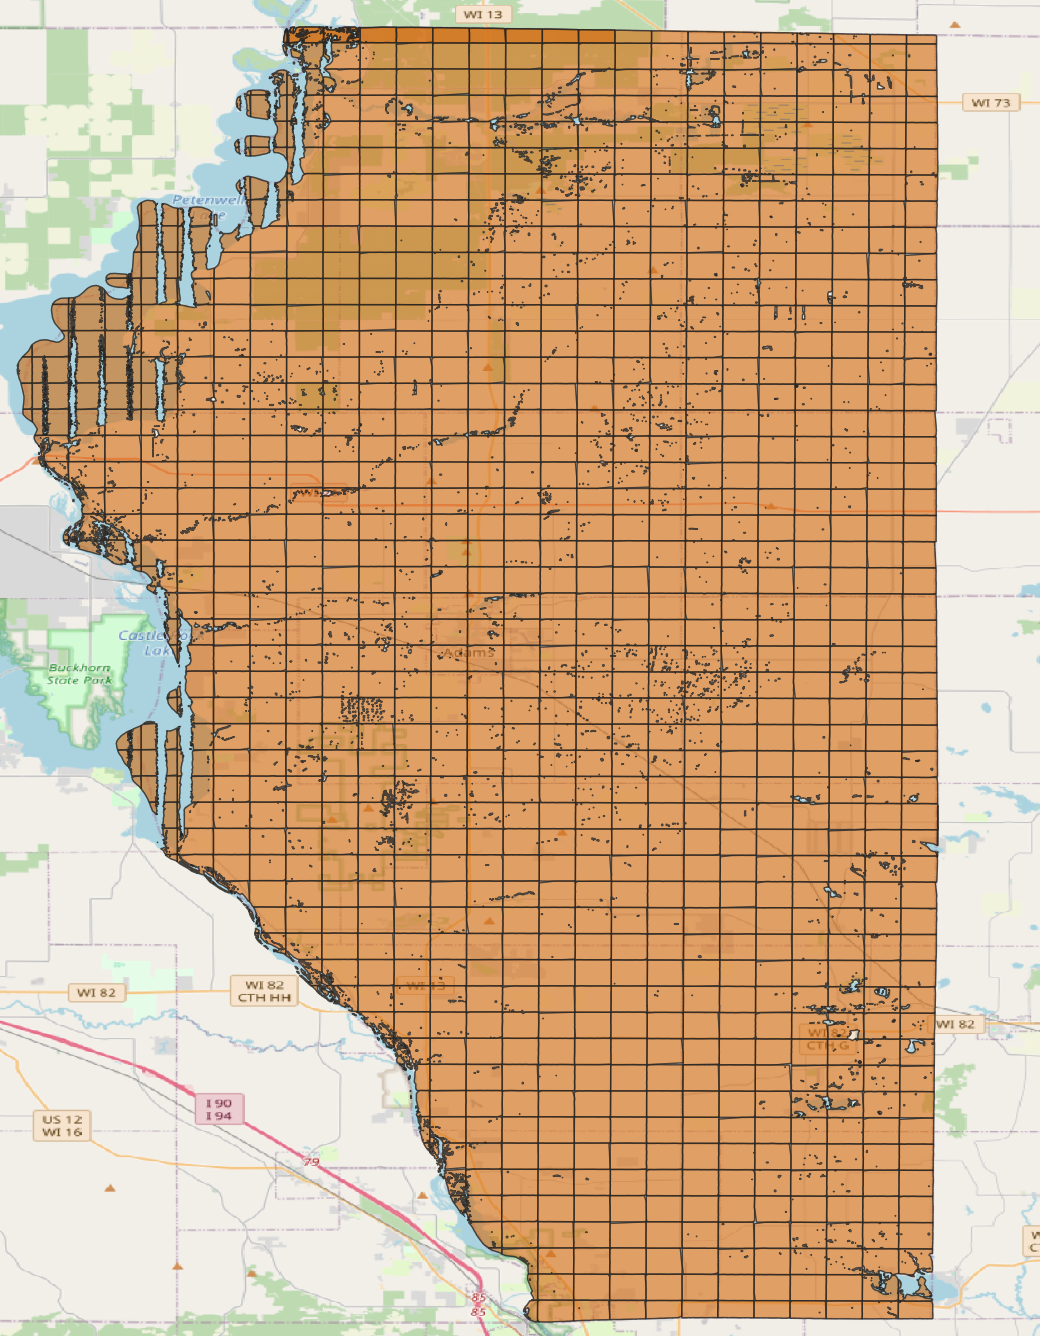 WI 13
WI 73
Petenwell
Lake
Castle
Lak
Buckhorn
State Park
Adams
WI 82
WI 82
CTH HH
WI 13
WI 82
WI 82
CTH G
I 90
I 94
US 12
WI 16
79
85
85